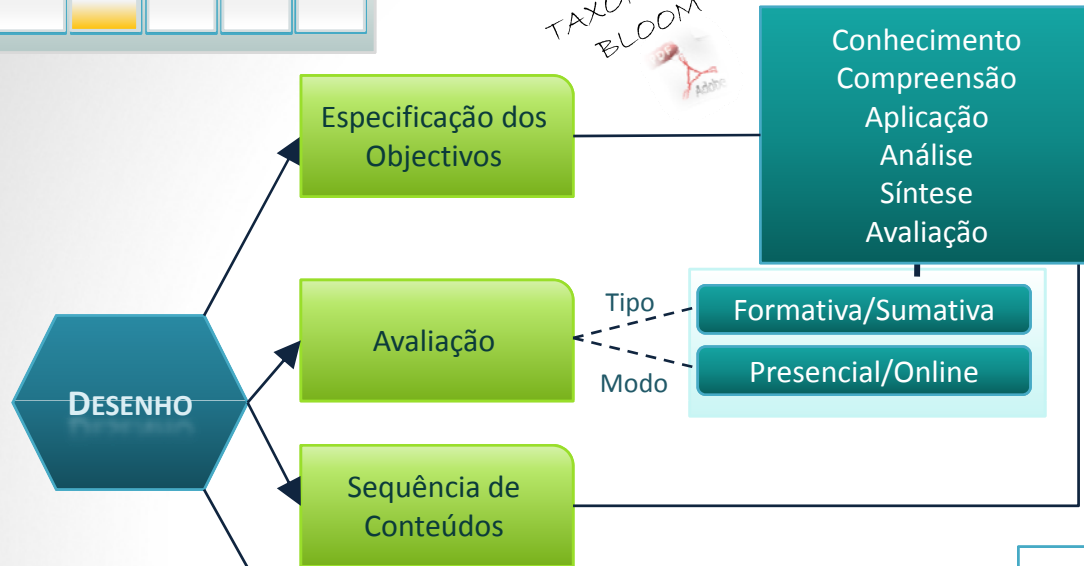 BLOOM
Adobe
Conhecimento
Compreensão
Aplicação
Análise
Síntese
Avaliação
Especificação dos
Objectivos
Tipo
Formativa/Sumativa
Avaliação
Modo
Presencial/Online
DESENHO
Sequência de
Conteúdos